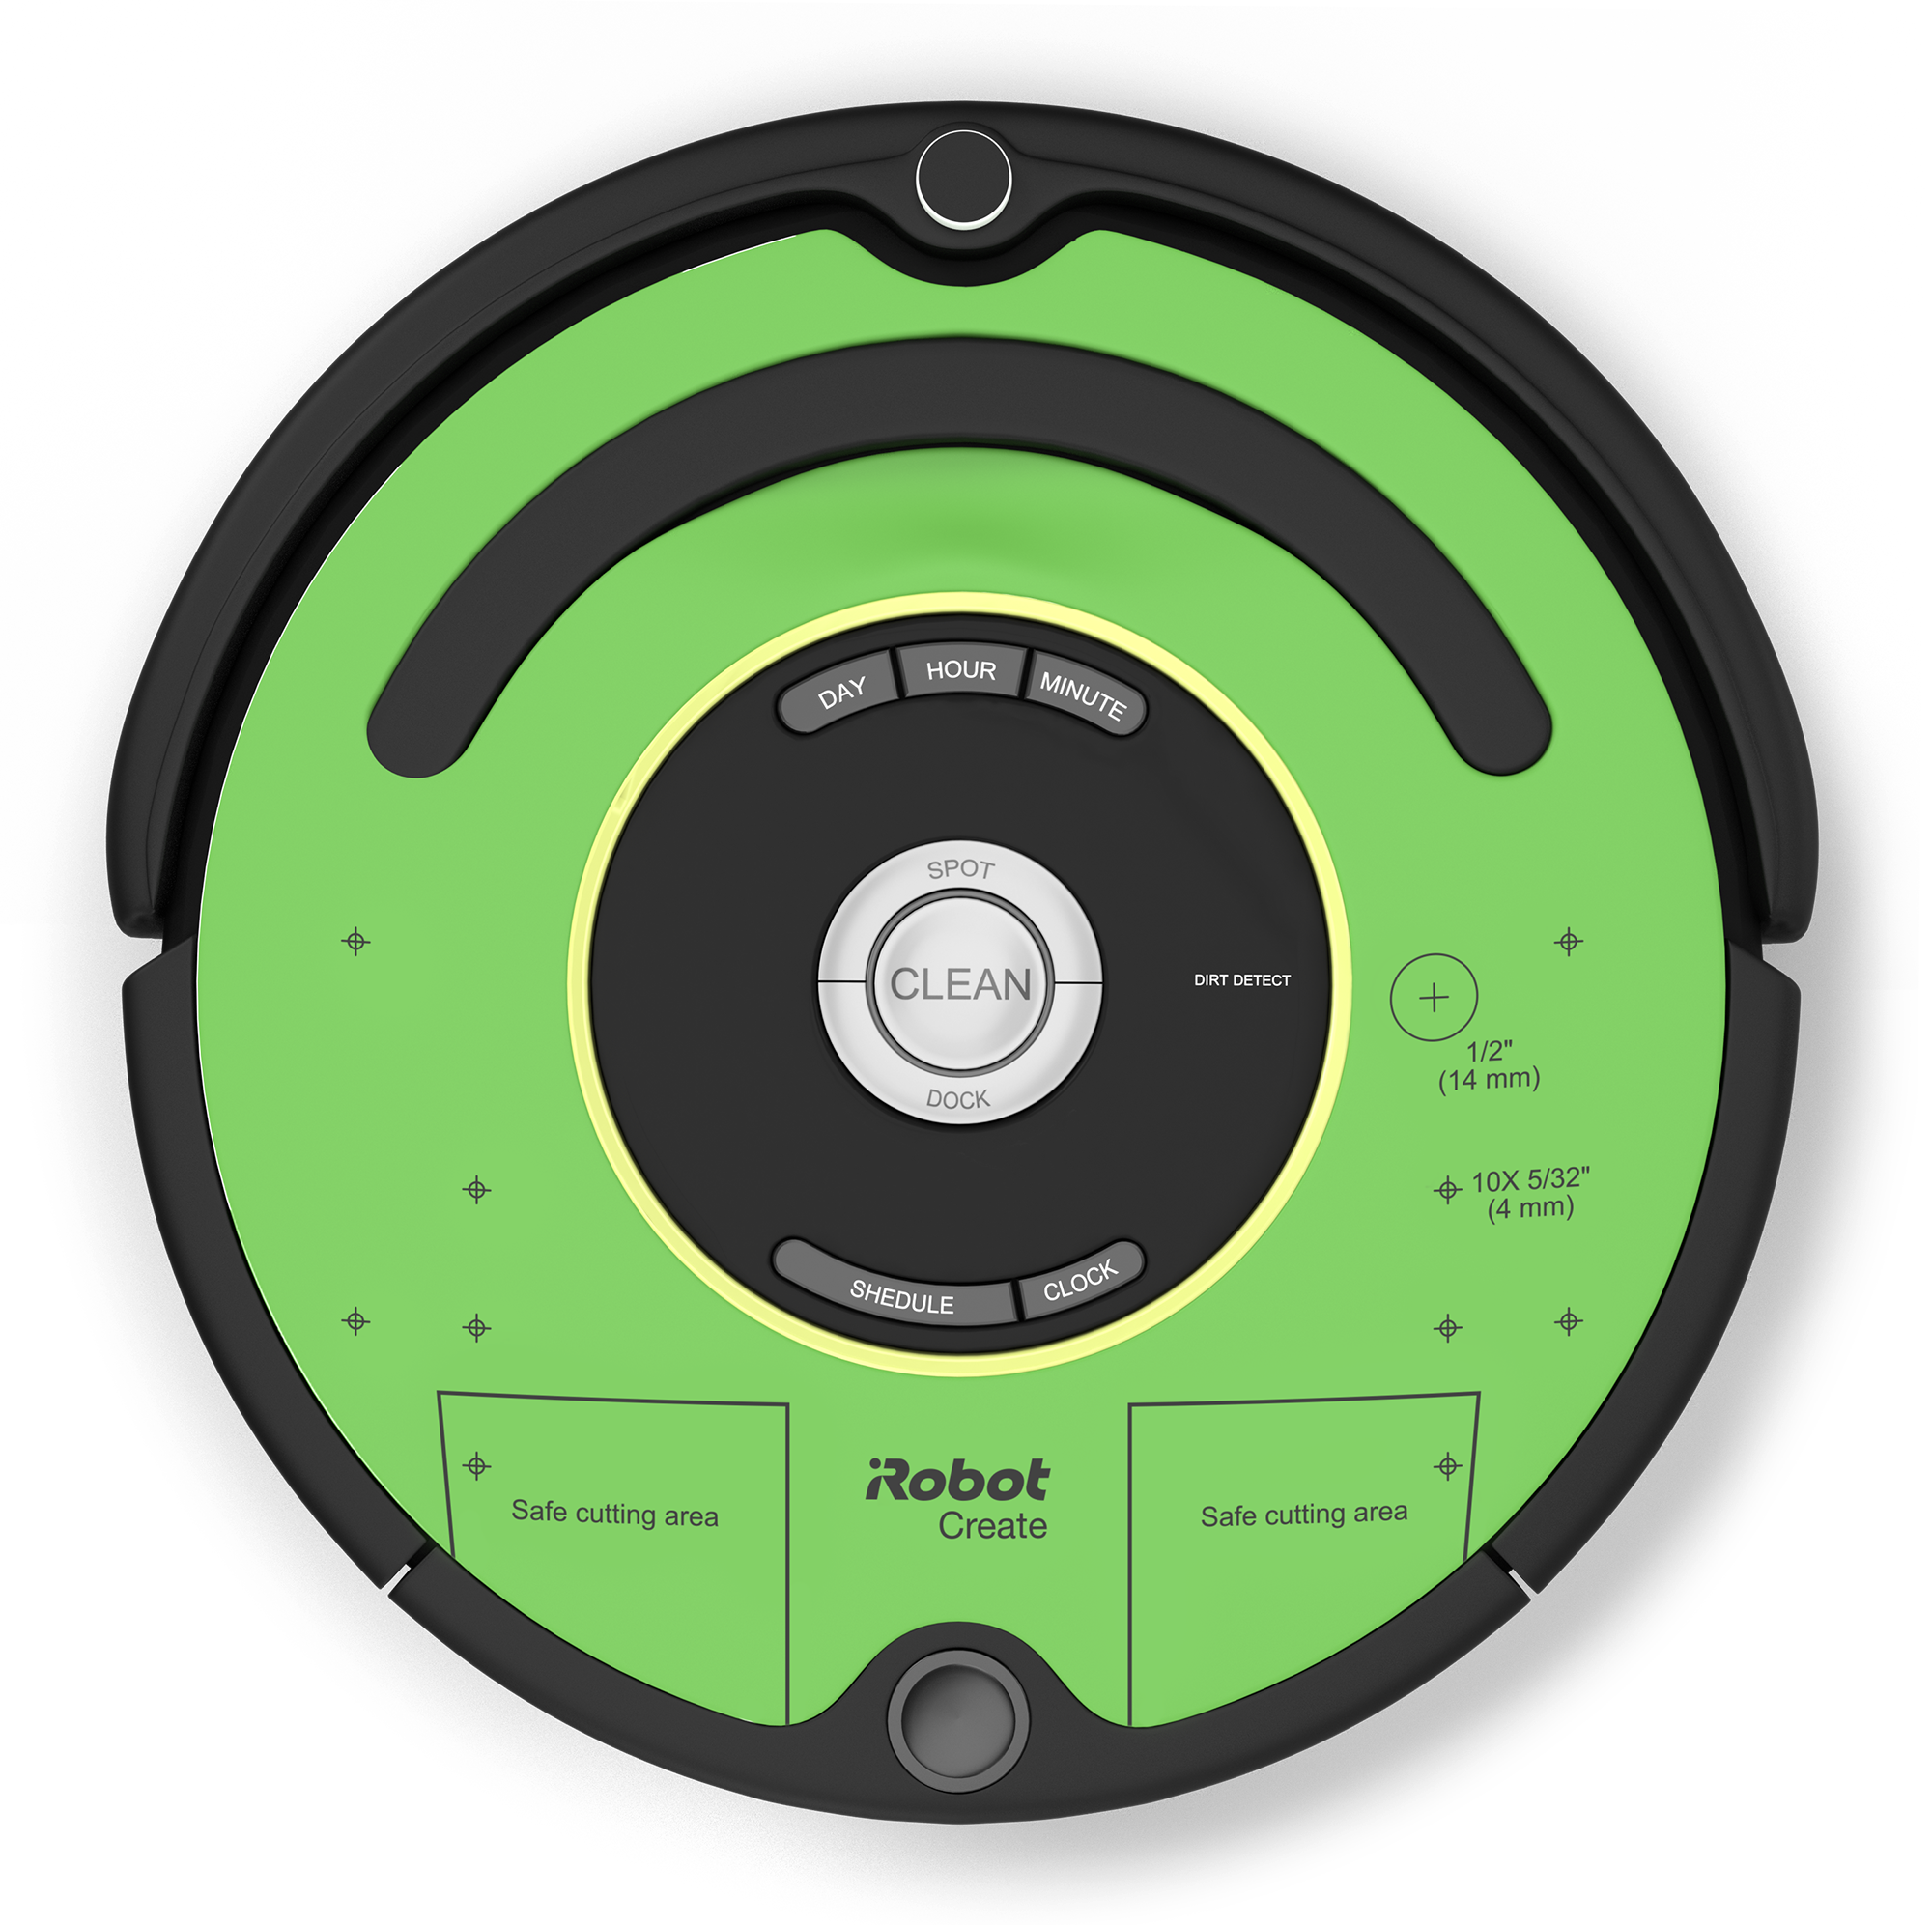 DAY
HOUR
MINUTE
SPOT
CLEAN
DIRT DETECT
DOCK
1/2"
(14 mm)
10X 5/32"
(4 mm)
SHEDULE
CLOCK
Safe cutting area
iRobot
Create
Safe cutting area